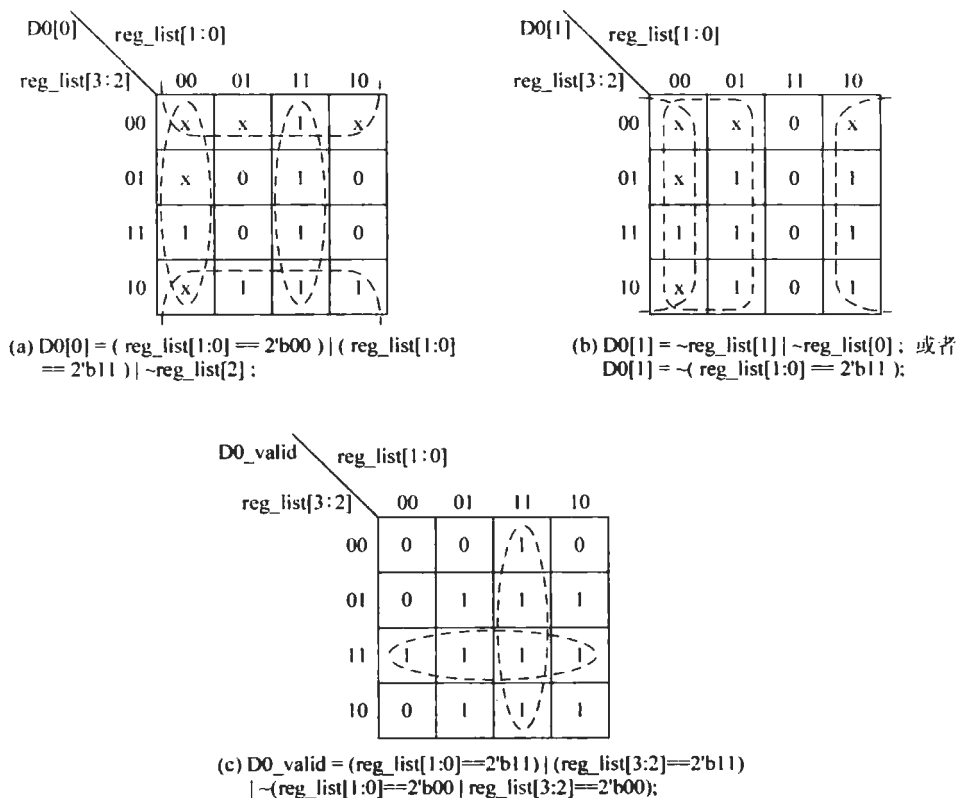 D0[0] reg_list[1:0]
reg_list[3:2] 00 01 11 10
00 x x 1 x
01 x 0 1 0
11 1 0 1 0
10 x 1 1 1
(a) D0[0] = ( reg_list[1:0] == 2'b00 ) | ( reg_list[1:0]
== 2'b11 ) | ~reg_list[2] ;
D0[1] reg_list[1:0]
reg_list[3:2] 00 01 11 10
00 x x 0 x
01 x 1 0 1
11 1 1 0 1
10 x 1 0 1
(b) D0[1] = ~reg_list[1] | ~reg_list[0] ; 或者
D0[1] = ~( reg_list[1:0] == 2'b11 );
D0_valid reg_list[1:0]
reg_list[3:2] 00 01 11 10
00 0 0 1 0
01 0 1 1 1
11 1 1 1 1
10 0 1 1 1
(c) D0_valid = (reg_list[1:0]==2'b11) | (reg_list[3:2]==2'b11)
| ~(reg_list[1:0]==2'b00 | reg_list[3:2]==2'b00);